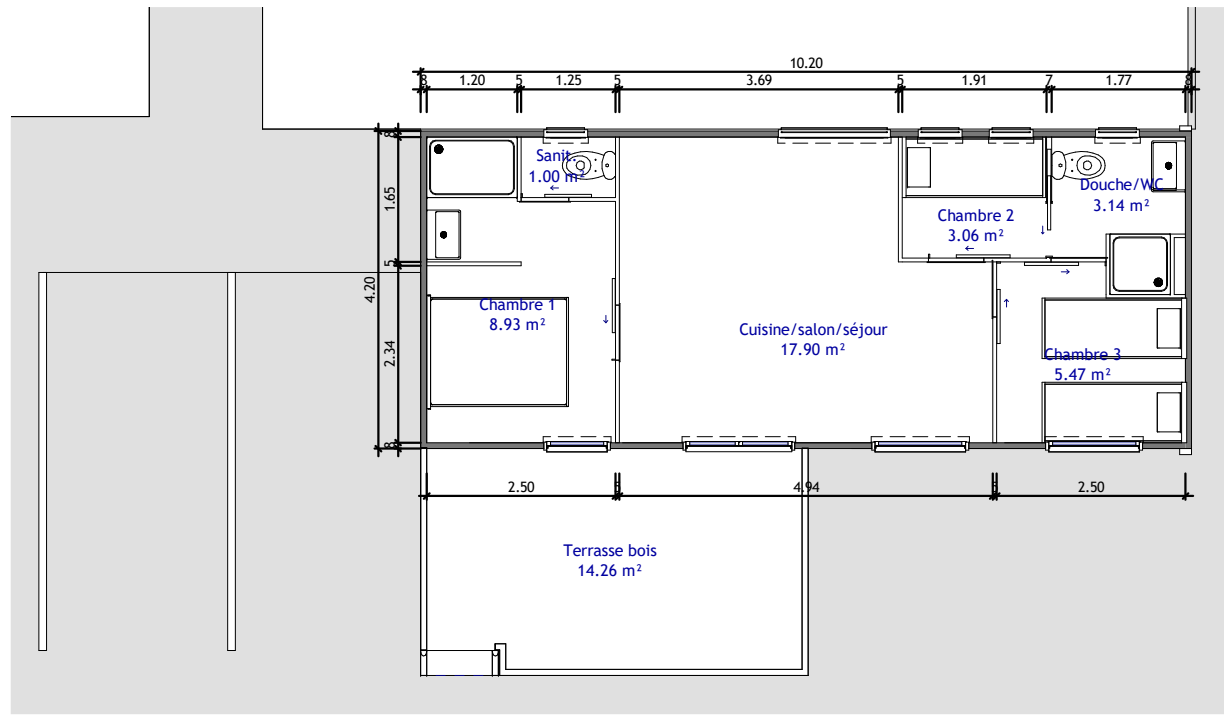 10.20
8 1.20 5 1.25 5 3.69 5 1.91 7 1.77 8
8
1.65
5
4.20
2.34
8
Sanit.
1.00 m²
Douche/WC
3.14 m²
Chambre 2
3.06 m²
Chambre 1
8.93 m²
Cuisine/salon/séjour
17.90 m²
Chambre 3
5.47 m²
2.50 5 4.94 5 2.50
Terrasse bois
14.26 m²